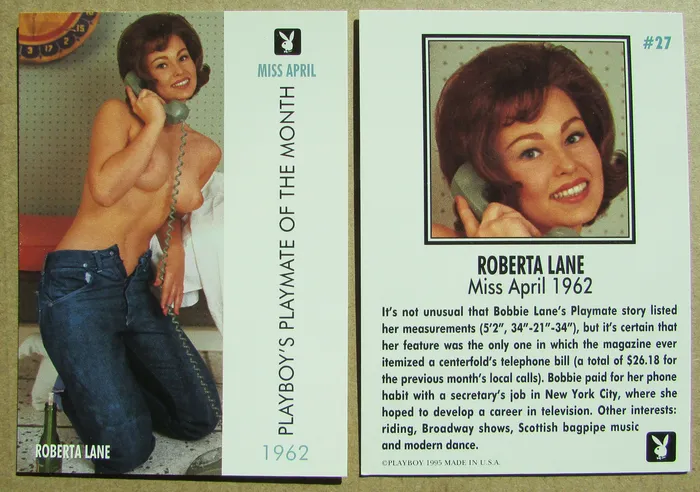 3 17 2
MISS APRIL
PLAYBOY'S PLAYMATE OF THE MONTH
ROBERTA LANE
1962
#27
ROBERTA LANE
Miss April 1962
It's not unusual that Bobbie Lane's Playmate story listed
her measurements (5'2", 34"-21"-34"), but it's certain that
her feature was the only one in which the magazine ever
itemized a centerfold's telephone bill (a total of $26.18 for
the previous month's local calls). Bobbie paid for her phone
habit with a secretary's job in New York City, where she
hoped to develop a career in television. Other interests:
riding, Broadway shows, Scottish bagpipe music
and modern dance.
©PLAYBOY 1995 MADE IN U.S.A.